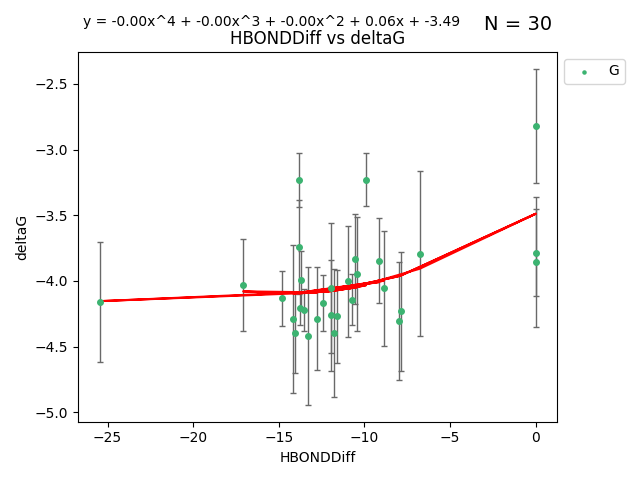 y = -0.00x^4 + -0.00x^3 + -0.00x^2 + 0.06x + -3.49
N = 30
HBONDDiff vs deltaG
G
−2.5
−3.0
−3.5
−4.0
−4.5
−5.0
deltaG
−25
−20
−15
−10
−5
0
HBONDDiff